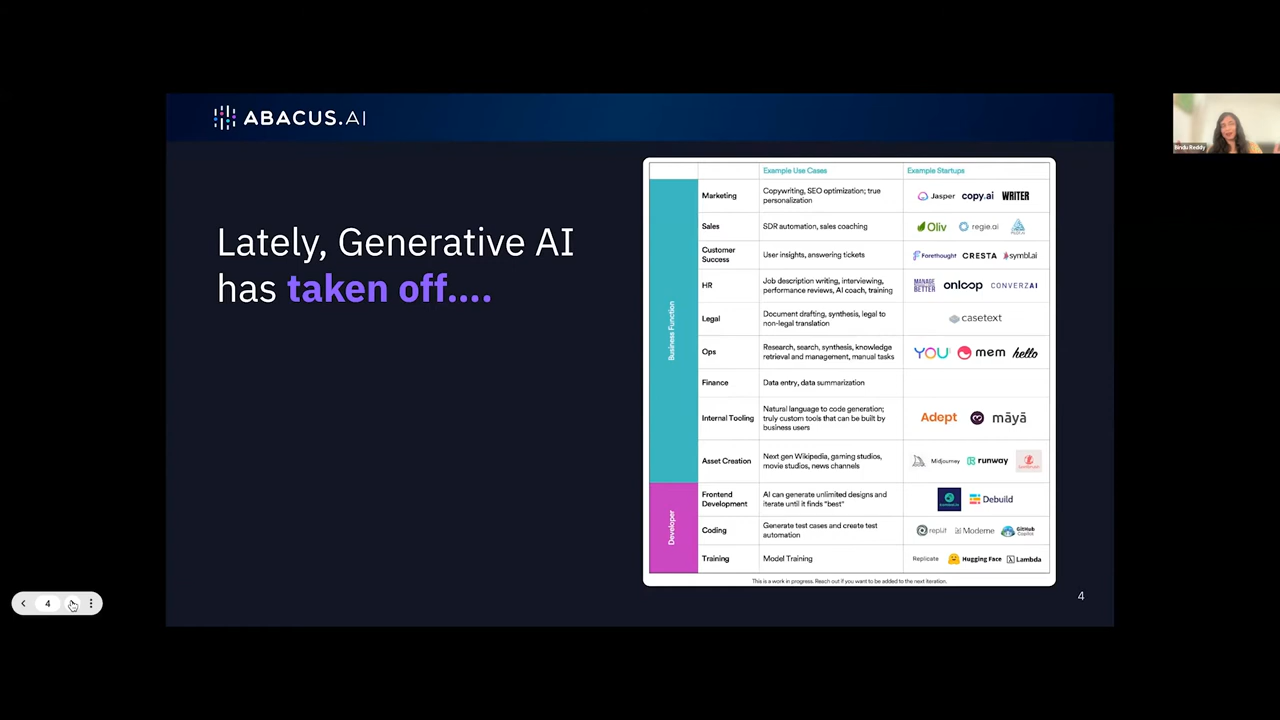 ABACUS.AI
Lately, Generative AI
has taken off....
Example Use Cases
Example Startups
Business Function
Marketing
Copywriting, SEO optimization; true
personalization
Jasper copy.ai WRITER
Sales
SDR automation, sales coaching
Oliv regie.ai
Customer
Success
User insights, answering tickets
Forethought CRESTA symbl.ai
HR
Job description writing, interviewing,
performance reviews, AI coach, training
MANAGE
BETTER
onloop CONVERZAI
Legal
Document drafting, synthesis, legal to
non-legal translation
casetext
Ops
Research, search, synthesis, knowledge
retrieval and management, manual tasks
YOU mem hello
Finance
Data entry, data summarization
Internal Tooling
Natural language to code generation;
truly custom tools that can be built by
business users
Adept māyā
Asset Creation
Next gen Wikipedia, gaming studios,
movie studios, news channels
Midjourney runway
Developer
Frontend
Development
AI can generate unlimited designs and
iterate until it finds "best"
Debuild
Coding
Generate test cases and create test
automation
replit Moderne GitHub
Copilot
Training
Model Training
Replicate Hugging Face Lambda
This is a work in progress. Reach out if you want to be added to the next iteration.
4
4
Bindu Reddy